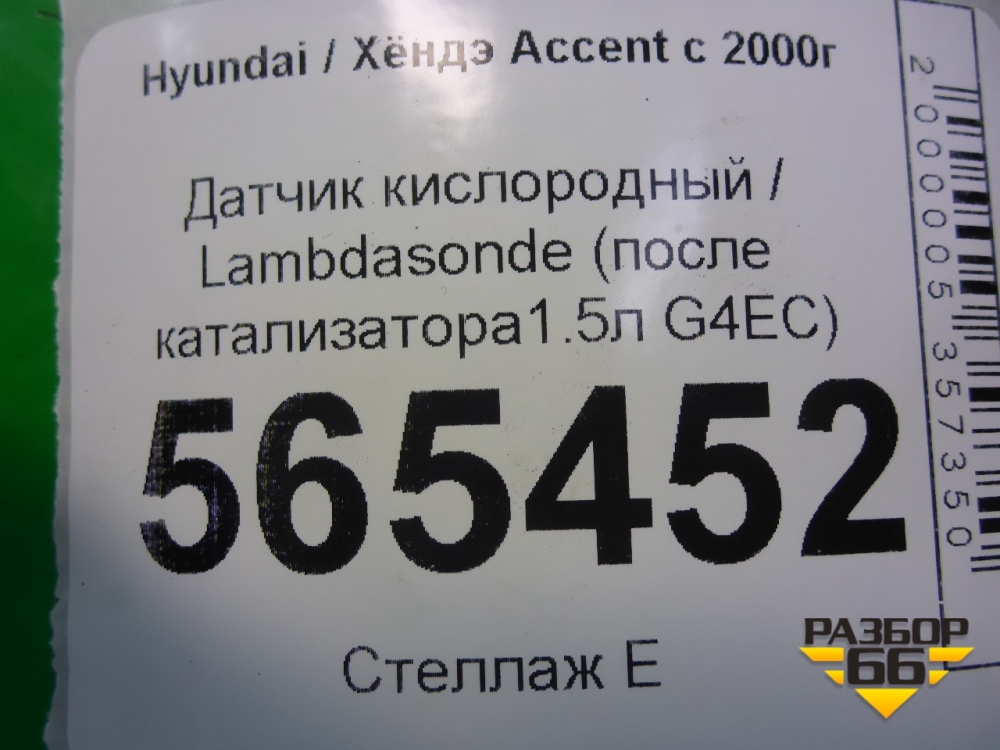 Hyundai / Хёндэ Accent с 2000г
Датчик кислородный /
Lambdasonde (после
катализатора1.5л G4EC)
565452
Стеллаж Е
2000005357350
РАЗБОР
66